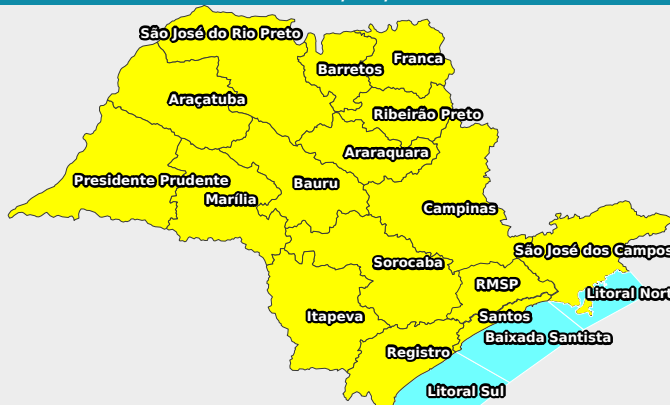 São José do Rio Preto
Franca
Barretos
Araçatuba
Ribeirão Preto
Araraquara
Presidente Prudente
Bauru
Marília
Campinas
São José dos Campos
Sorocaba
RMSP
Litoral Nort
Itapeva
Santos
Baixada Santista
Registro
Litoral Sul